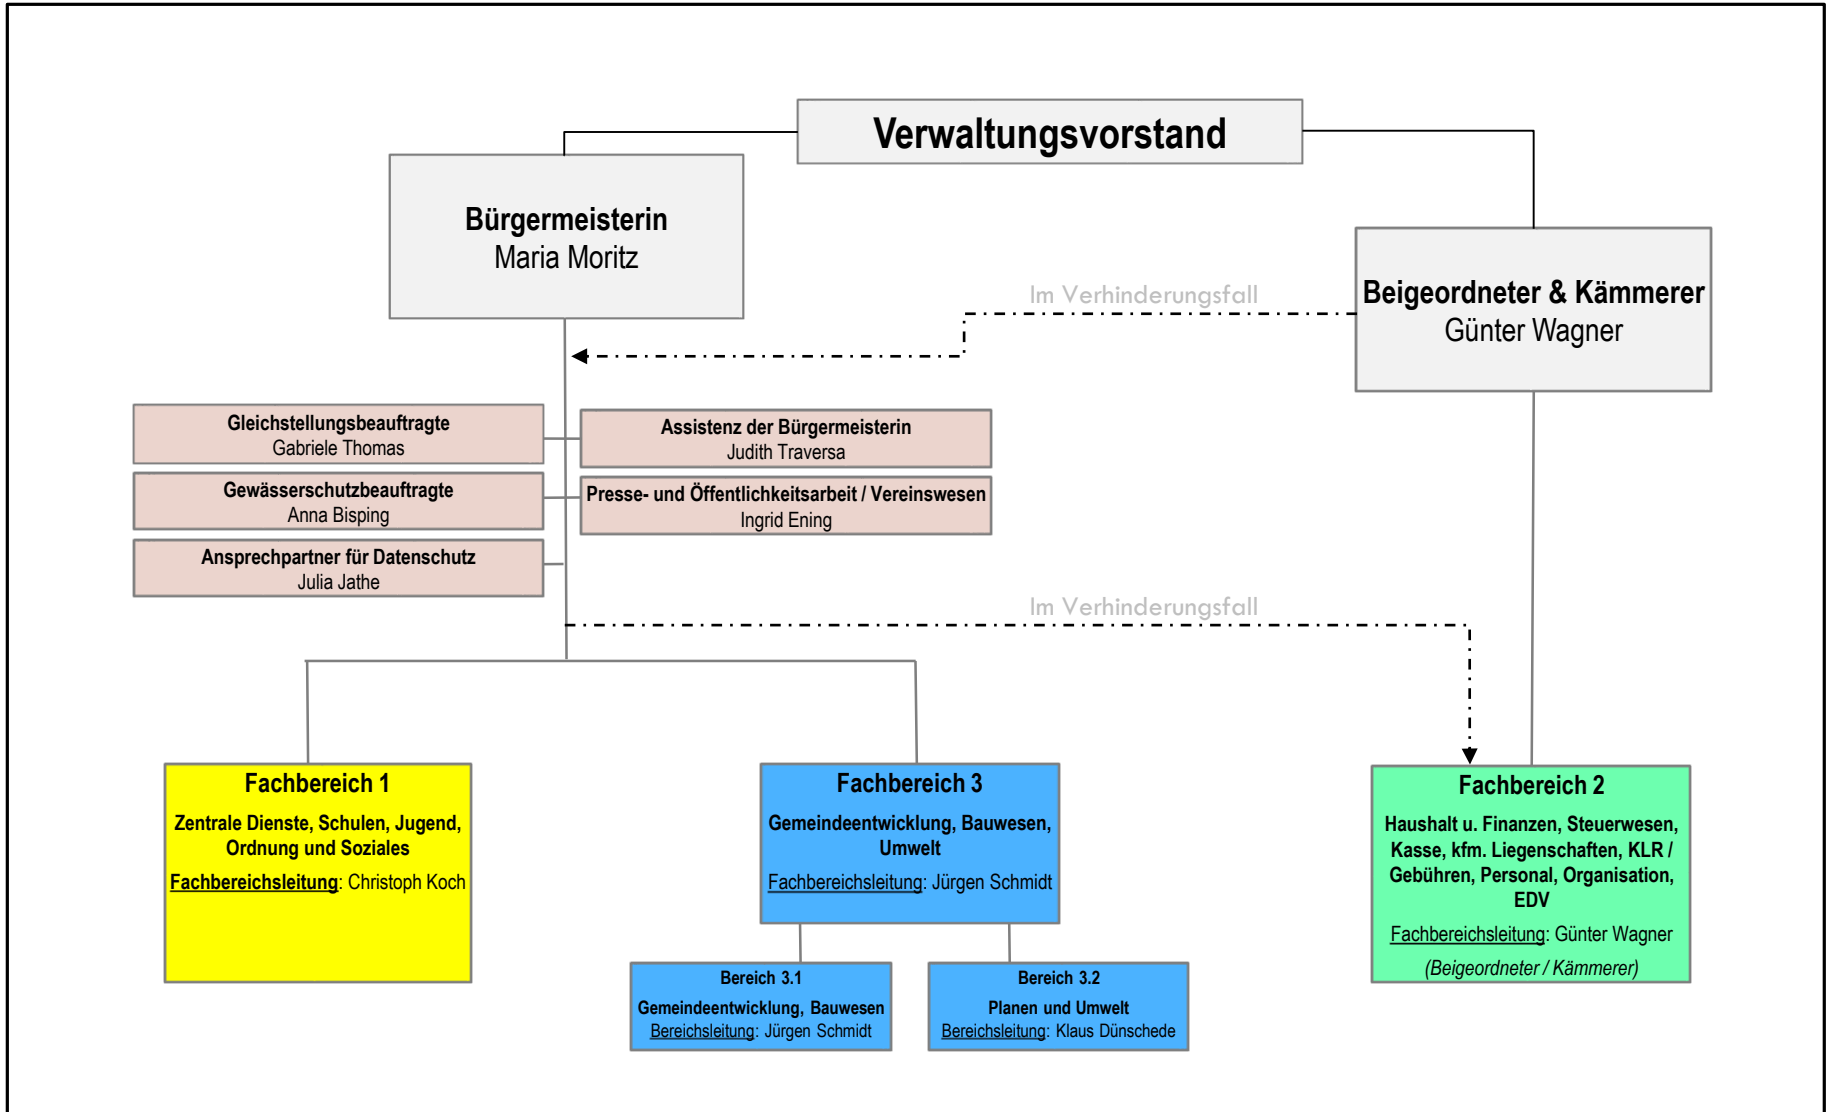 Verwaltungsvorstand
Bürgermeisterin
Maria Moritz
Beigeordneter & Kämmerer
Günter Wagner
Im Verhinderungsfall
Gleichstellungsbeauftragte
Gabriele Thomas
Assistenz der Bürgermeisterin
Judith Traversa
Gewässerschutzbeauftragte
Anna Bisping
Presse- und Öffentlichkeitsarbeit / Vereinswesen
Ingrid Ening
Ansprechpartner für Datenschutz
Julia Jathe
Im Verhinderungsfall
Fachbereich 1
Zentrale Dienste, Schulen, Jugend,
Ordnung und Soziales
Fachbereichsleitung: Christoph Koch
Fachbereich 3
Gemeindeentwicklung, Bauwesen,
Umwelt
Fachbereichsleitung: Jürgen Schmidt
Fachbereich 2
Haushalt u. Finanzen, Steuerwesen,
Kasse, kfm. Liegenschaften, KLR /
Gebühren, Personal, Organisation,
EDV
Fachbereichsleitung: Günter Wagner
(Beigeordneter / Kämmerer)
Bereich 3.1
Gemeindeentwicklung, Bauwesen
Bereichsleitung: Jürgen Schmidt
Bereich 3.2
Planen und Umwelt
Bereichsleitung: Klaus Dünschede